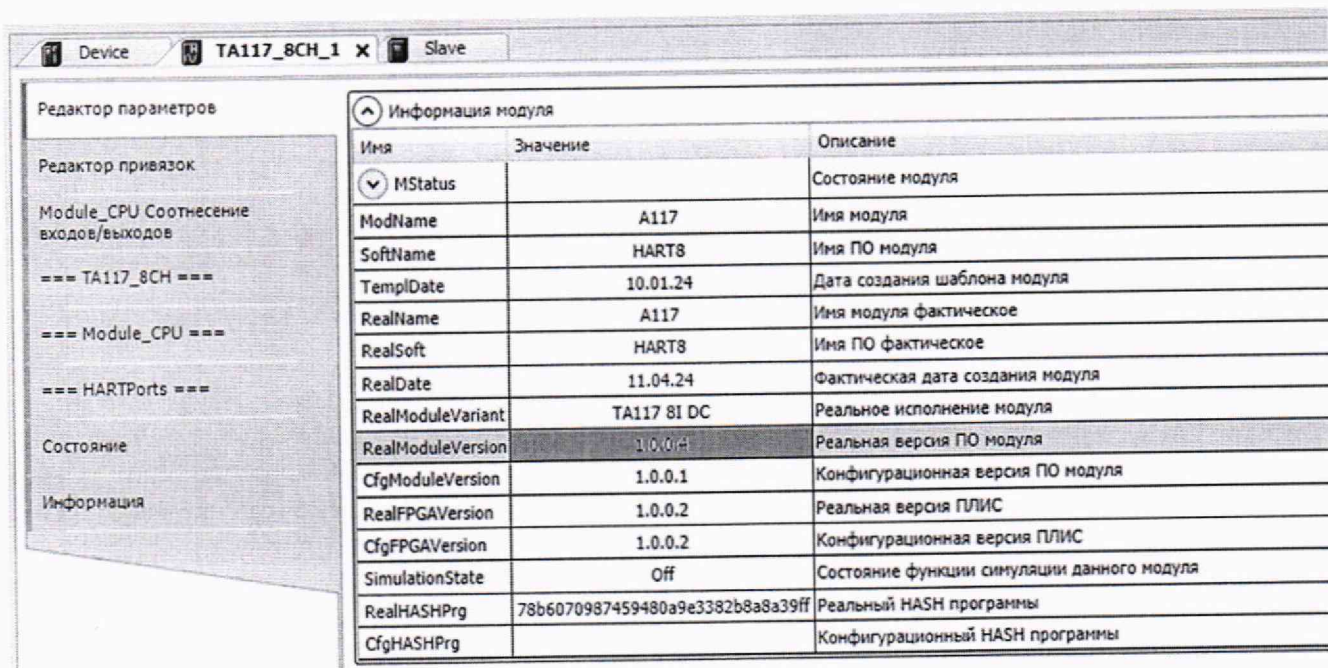 Device TA117_8CH_1 x Slave
Редактор параметров
Редактор привязок
Module_CPU Соотнесение
входов/выходов
=== TA117_8CH ===
=== Module_CPU ===
=== HARTPorts ===
Состояние
Информация
Информация модуля
Имя Значение Описание
MStatus Состояние модуля
ModName A117 Имя модуля
SoftName HART8 Имя ПО модуля
TemplDate 10.01.24 Дата создания шаблона модуля
RealName A117 Имя модуля фактическое
RealSoft HART8 Имя ПО фактическое
RealDate 11.04.24 Фактическая дата создания модуля
RealModuleVariant TA117 8I DC Реальное исполнение модуля
RealModuleVersion 1.0.0.4 Реальная версия ПО модуля
CfgModuleVersion 1.0.0.1 Конфигурационная версия ПО модуля
RealFPGAVersion 1.0.0.2 Реальная версия ПЛИС
CfgFPGAVersion 1.0.0.2 Конфигурационная версия ПЛИС
SimulationState Off Состояние функции симуляции данного модуля
RealHASHPrg 78b6070987459480a9e3382b8a8a39ff Реальный HASH программы
CfgHASHPrg Конфигурационный HASH программы